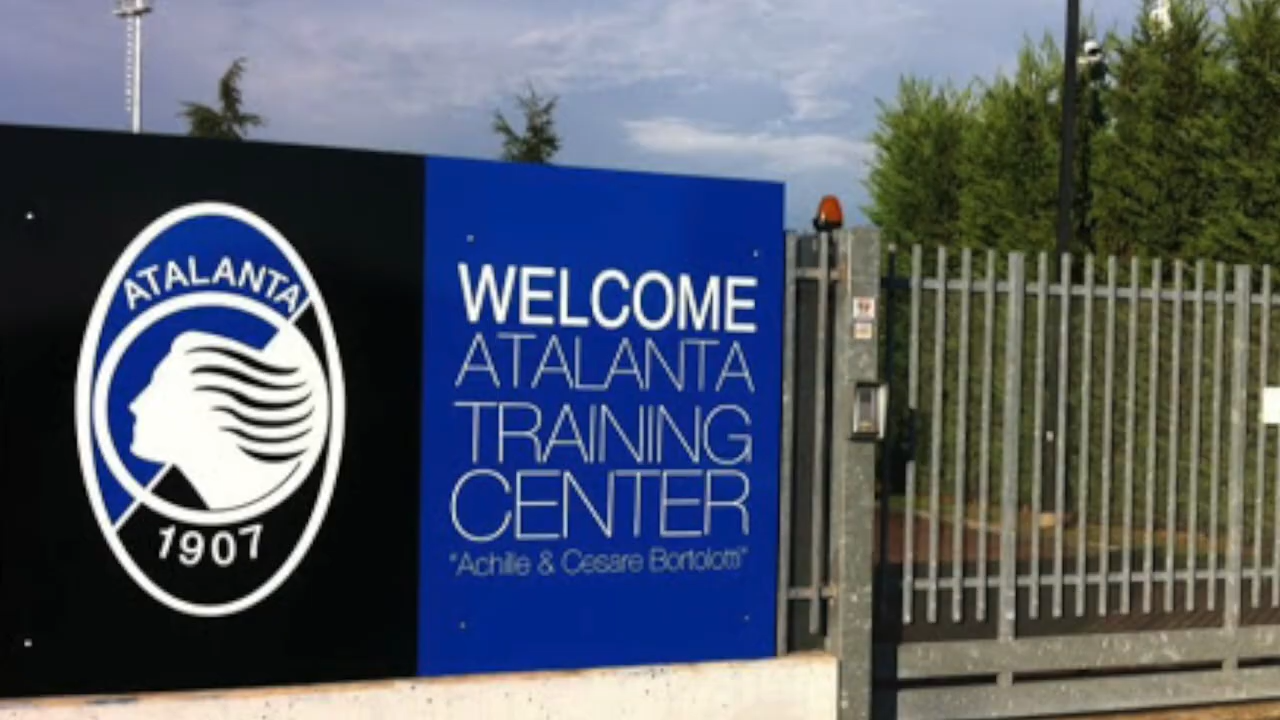 ATALANTA
1907
WELCOME
ATALANTA
TRAINING
CENTER
"Achille & Cesare Bortolotti"